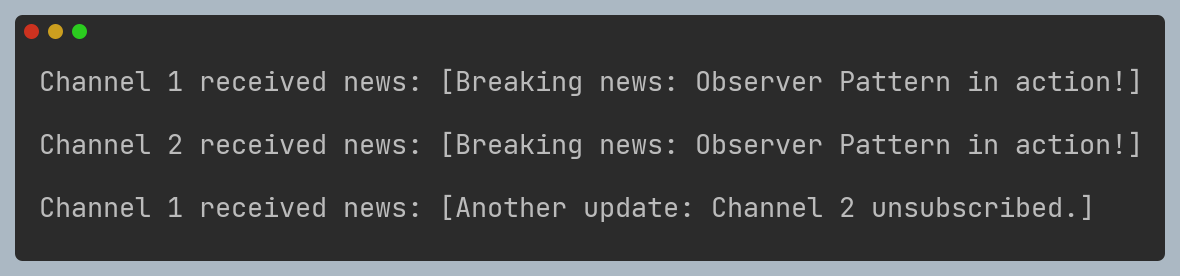 Channel 1 received news: [Breaking news: Observer Pattern in action!]
Channel 2 received news: [Breaking news: Observer Pattern in action!]
Channel 1 received news: [Another update: Channel 2 unsubscribed.]